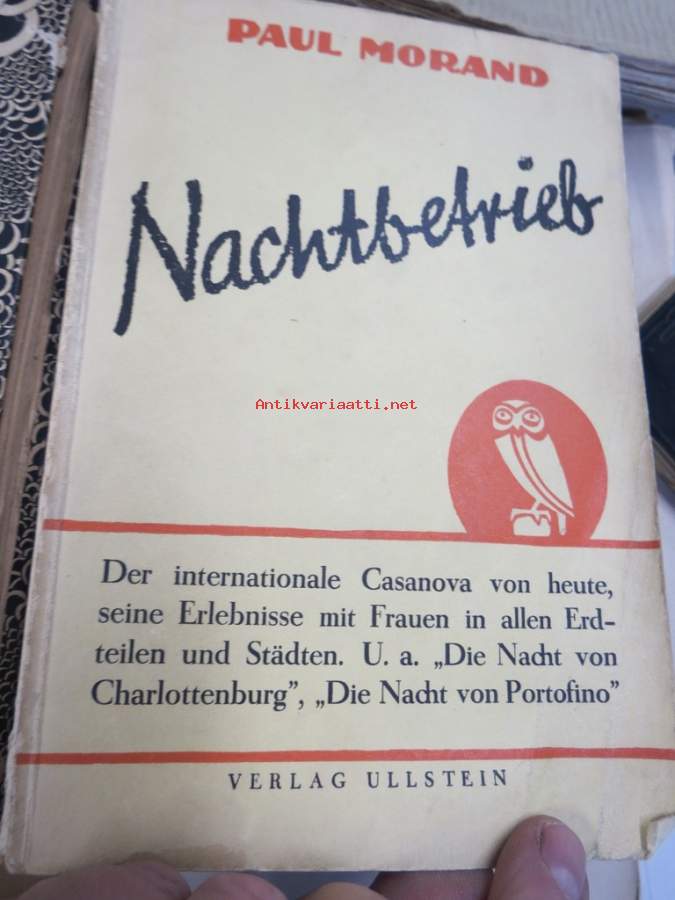 PAUL MORAND
Nachtbetrieb
Antikvariaatti.net
Der internationale Casanova von heute,
seine Erlebnisse mit Frauen in allen Erd-
teilen und Städten. U. a. „Die Nacht von
Charlottenburg”, „Die Nacht von Portofino”
VERLAG ULLSTEIN